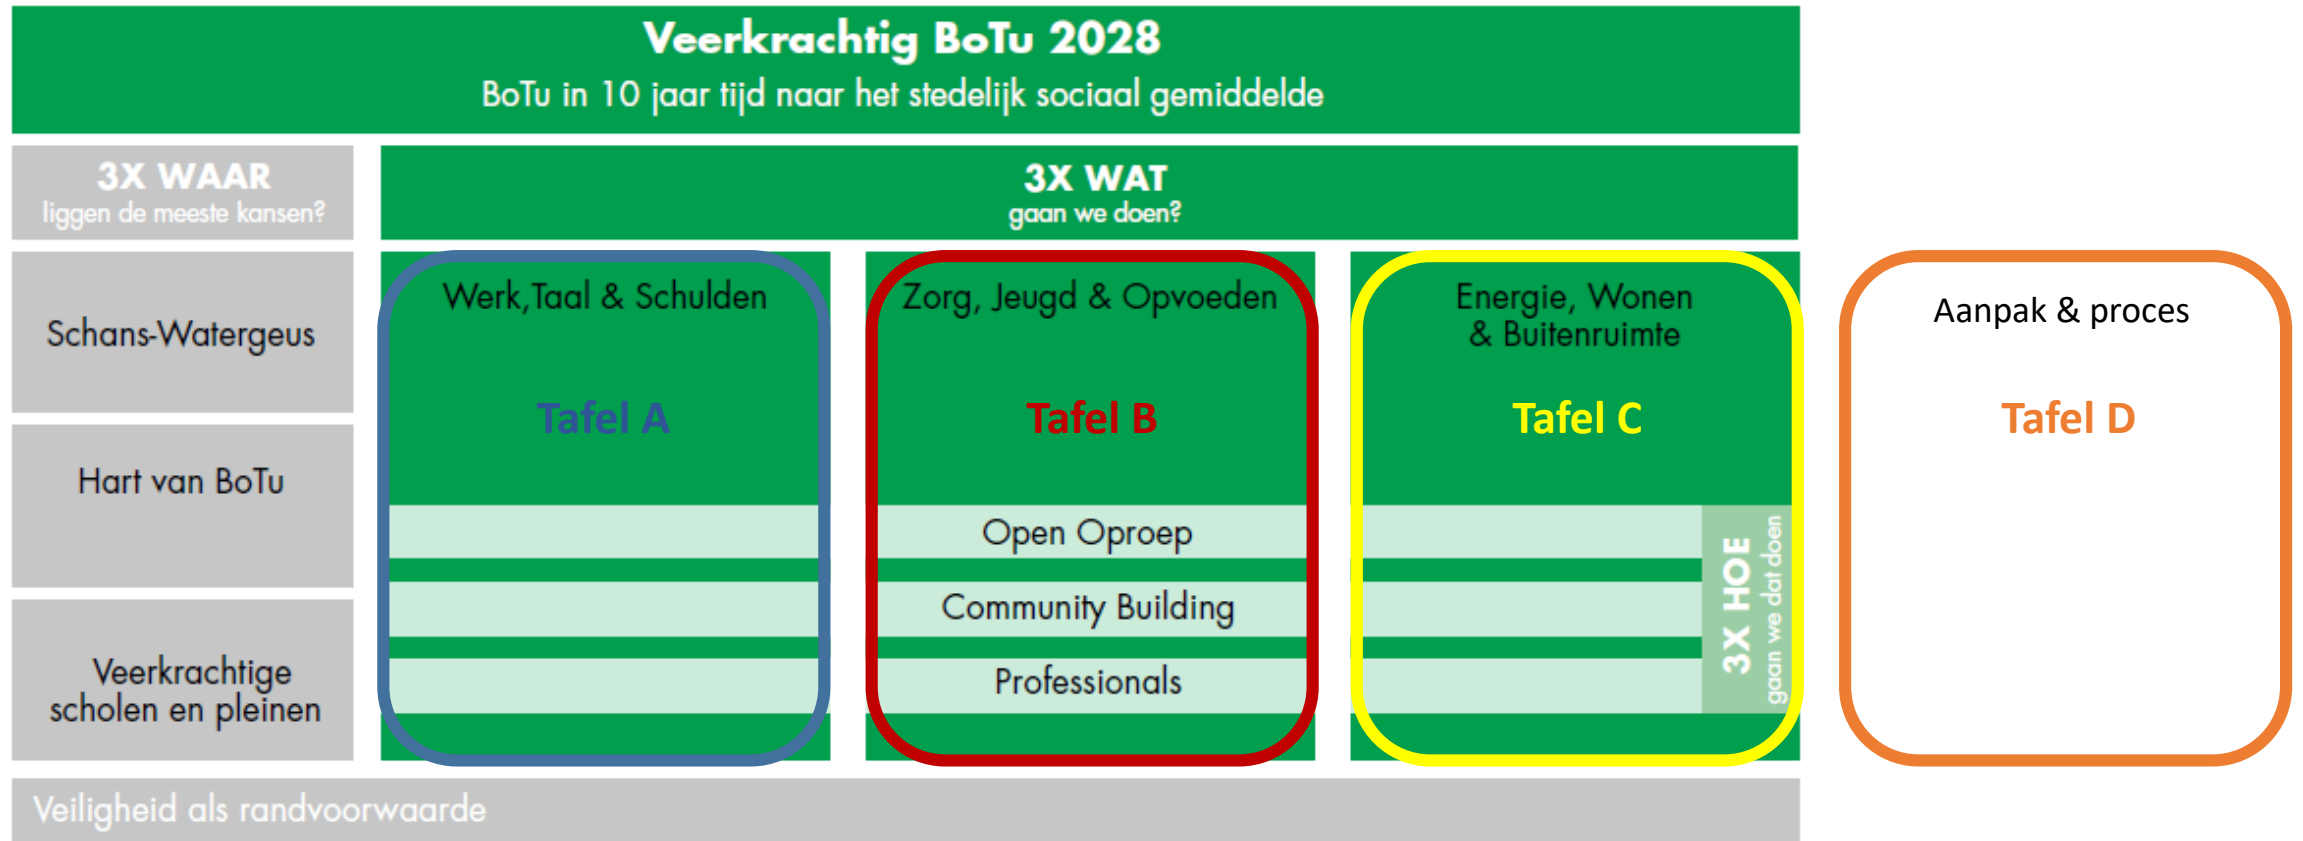 Veerkrachtig BoTu 2028
BoTu in 10 jaar tijd naar het stedelijk sociaal gemiddelde
3X WAAR
liggen de meeste kansen?
3X WAT
gaan we doen?
Schans-Watergeus
Hart van BoTu
Veerkrachtige
scholen en pleinen
Werk,Taal & Schulden
Tafel A
Zorg, Jeugd & Opvoeden
Tafel B
Open Oproep
Community Building
Professionals
Energie, Wonen
& Buitenruimte
Tafel C
3X HOE
gaan we dat doen
Aanpak & proces
Tafel D
Veiligheid als randvoorwaarde